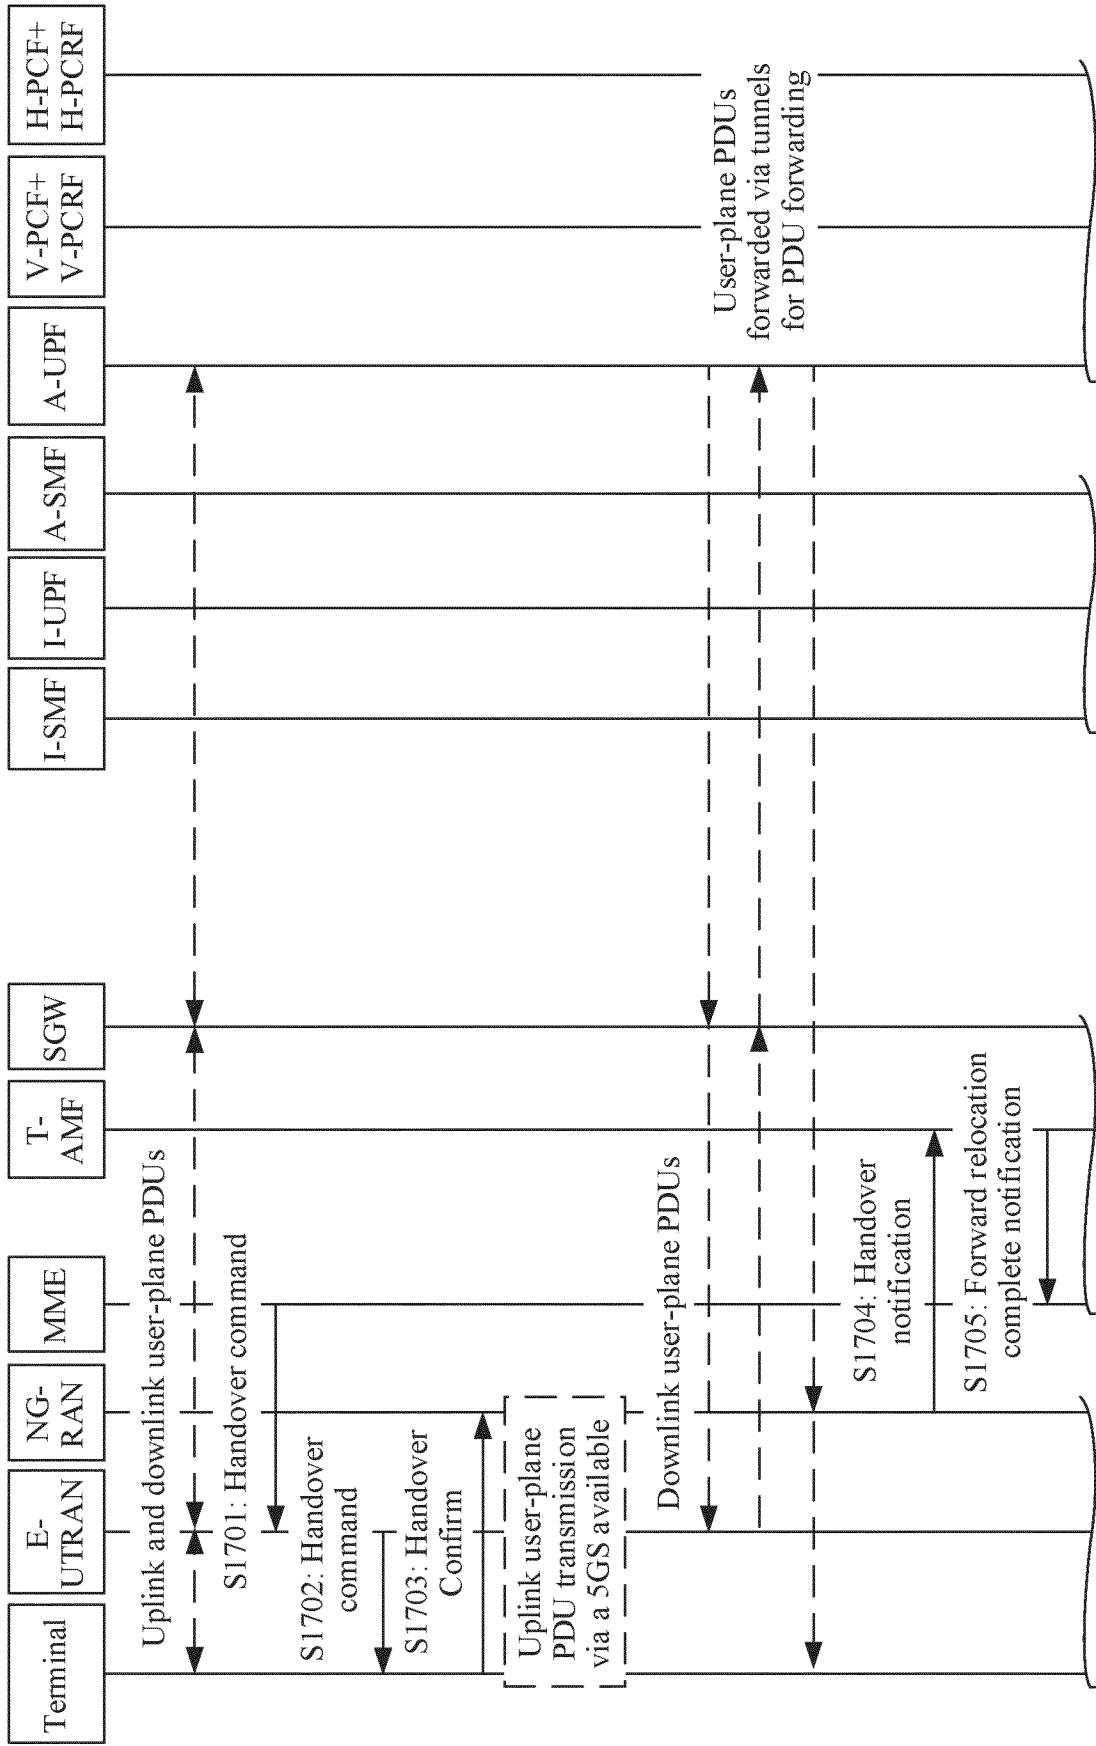 Terminal
E-
UTRAN
NG-
RAN
MME
T-
AMF
SGW
I-SMF
I-UPF
A-SMF
A-UPF
V-PCF+
V-PCRF
H-PCF+
H-PCRF
Uplink and downlink user-plane PDUs
S1701: Handover command
S1702: Handover
command
S1703: Handover
Confirm
Uplink user-plane
PDU transmission
via a 5GS available
Downlink user-plane PDUs
User-plane PDUs
forwarded via tunnels
for PDU forwarding
S1704: Handover
notification
S1705: Forward relocation
complete notification